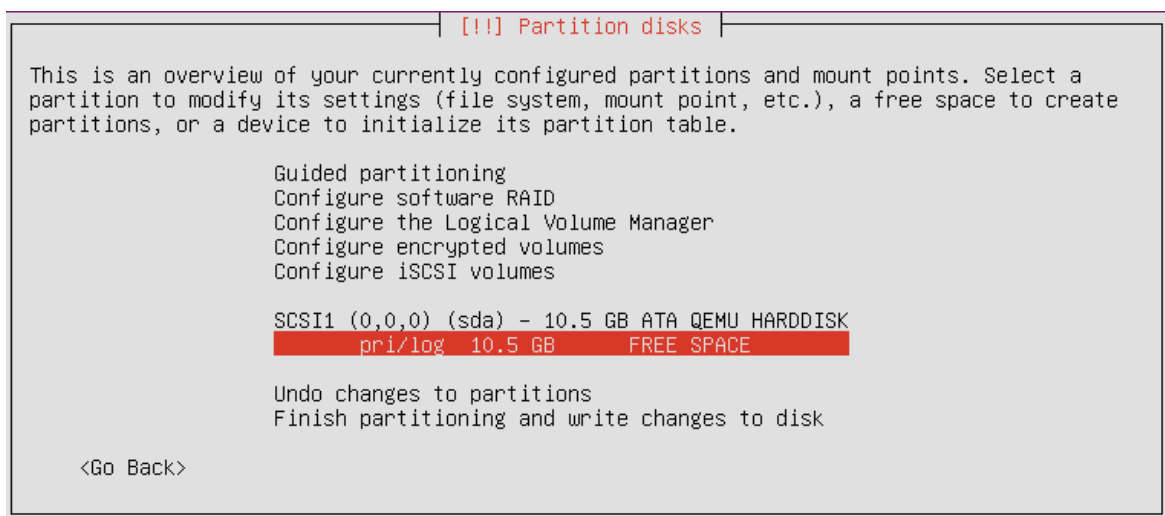 [!!] Partition disks
This is an overview of your currently configured partitions and mount points. Select a
partition to modify its settings (file system, mount point, etc.), a free space to create
partitions, or a device to initialize its partition table.
Guided partitioning
Configure software RAID
Configure the Logical Volume Manager
Configure encrypted volumes
Configure iSCSI volumes
SCSI1 (0,0,0) (sda) - 10.5 GB ATA QEMU HARDDISK
pri/log 10.5 GB FREE SPACE
Undo changes to partitions
Finish partitioning and write changes to disk
<Go Back>